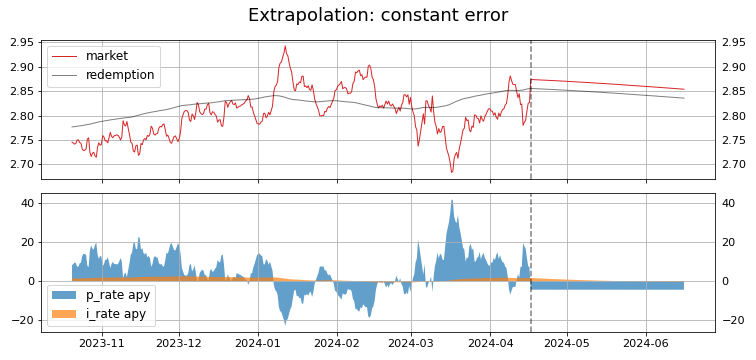 Extrapolation: constant error
2.95 2.95
2.90 2.90
2.85 2.85
2.80 2.80
2.75 2.75
2.70 2.70
market
redemption
40 40
20 20
0 0
−20 −20
p_rate apy
i_rate apy
2023-11 2023-12 2024-01 2024-02 2024-03 2024-04 2024-05 2024-06